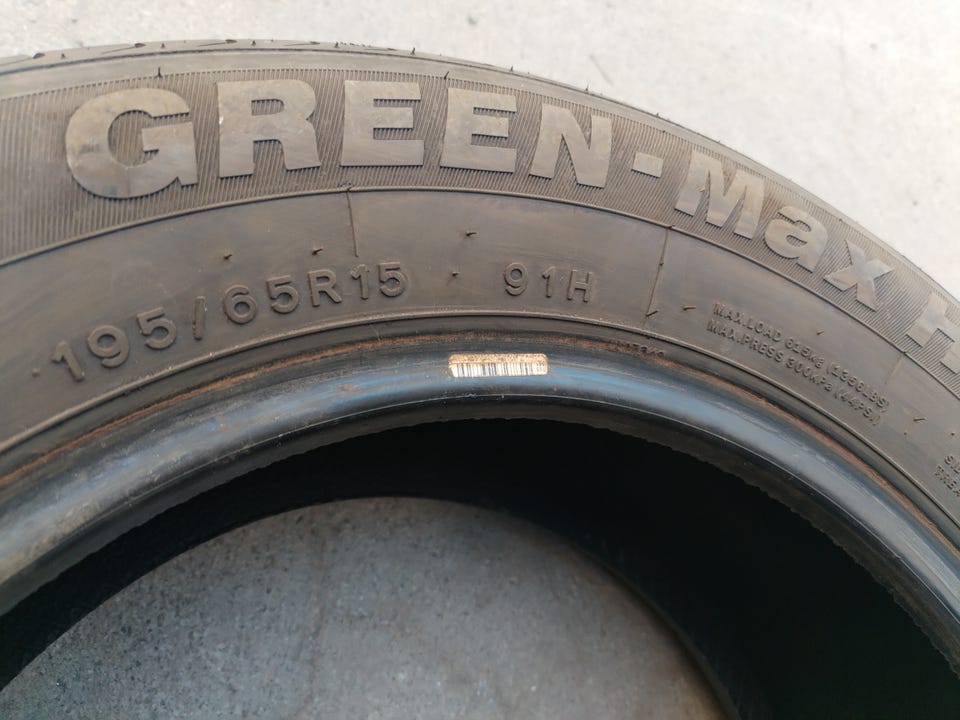 GREEN-Max
195/65R15 91H
MAX.LOAD 615kg (1356LBS)
MAX.PRESS 300kPa (44PSI)